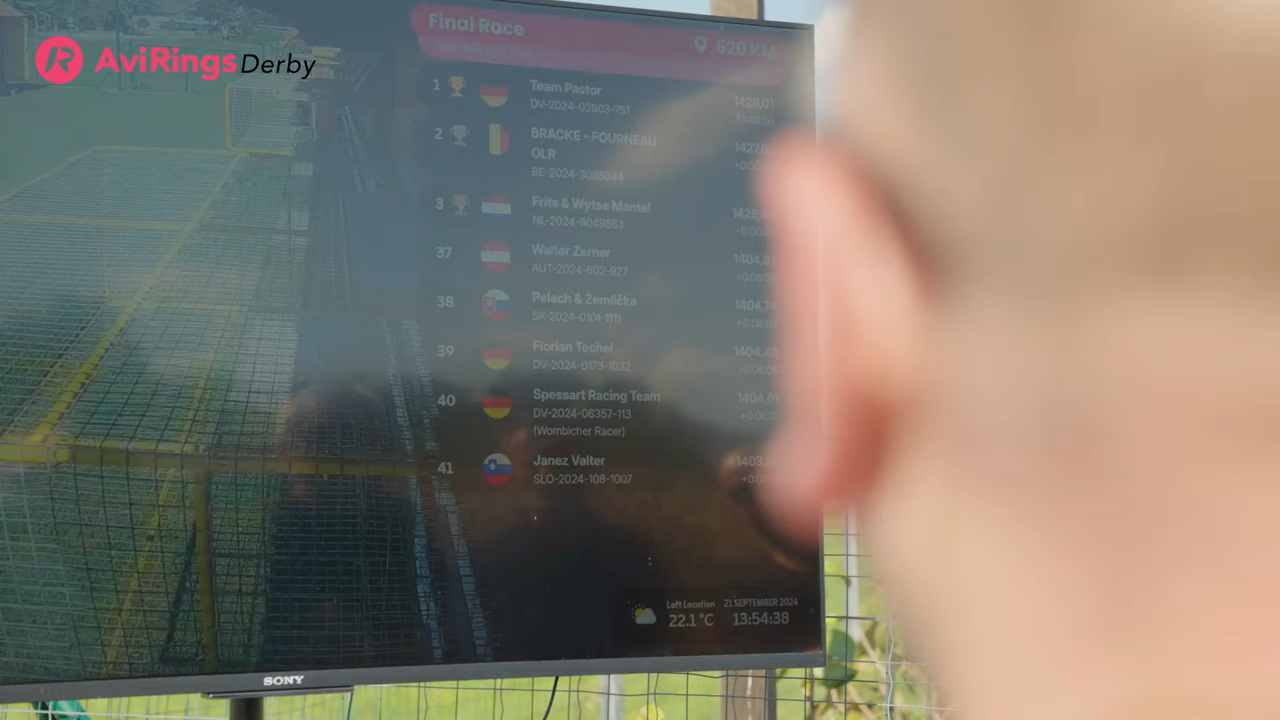 AviRings Derby
Final Race
520 KM
1 Team Pastor 1428,01
DV-2024-02803-751
2 BRACKE - FOURNEAU
OLR
BE-2024-3088844
3 Frits & Wytse Mantel
NL-2024-8049863
37 Walter Zerner
AUT-2024-602-927
38 Pelech & Žemlička
SK-2024-0101-1111
39 Florian Techel
DV-2024-0173-1032
40 Spessart Racing Team
DV-2024-06357-113
(Wombicher Racer)
41 Janez Valter
SLO-2024-108-1007
Loft Location 21 SEPTEMBER 2024
22.1 °C 13:54:38
SONY